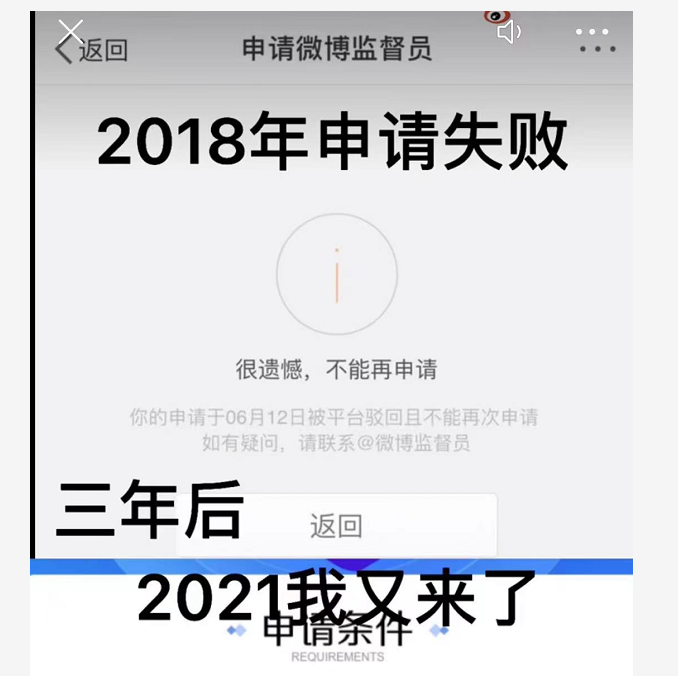 返回
申请微博监督员
2018年申请失败
很遗憾，不能再申请
你的申请于06月12日被平台驳回且不能再次申请
如有疑问，请联系@微博监督员
三年后
返回
2021我又来了
申请条件
REQUIREMENTS